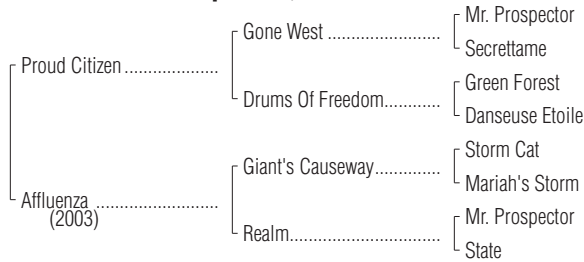 Mr. Prospector
Gone West ..................
Secrettame
Proud Citizen .....................
Green Forest
Drums Of Freedom............
Danseuse Etoile
Storm Cat
Giant's Causeway..............
Mariah's Storm
Affluenza ...........................
(2003)
Mr. Prospector
Realm................................
State